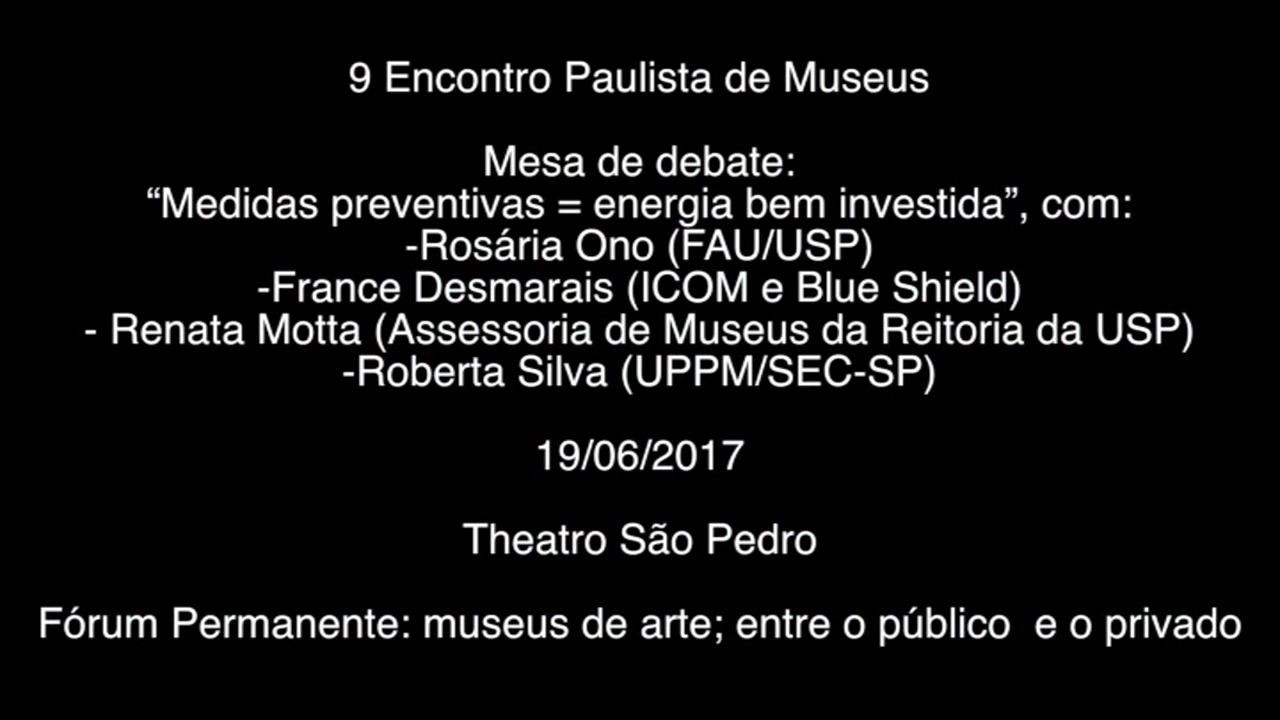 9 Encontro Paulista de Museus
Mesa de debate:
“Medidas preventivas = energia bem investida”, com:
-Rosária Ono (FAU/USP)
-France Desmarais (ICOM e Blue Shield)
- Renata Motta (Assessoria de Museus da Reitoria da USP)
-Roberta Silva (UPPM/SEC-SP)
19/06/2017
Theatro São Pedro
Fórum Permanente: museus de arte; entre o público  e o privado